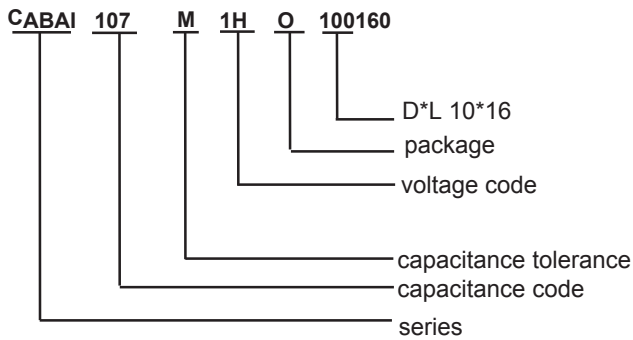 CABAI 107 M 1H O 100160
D*L 10*16
package
voltage code
capacitance tolerance
capacitance code
series